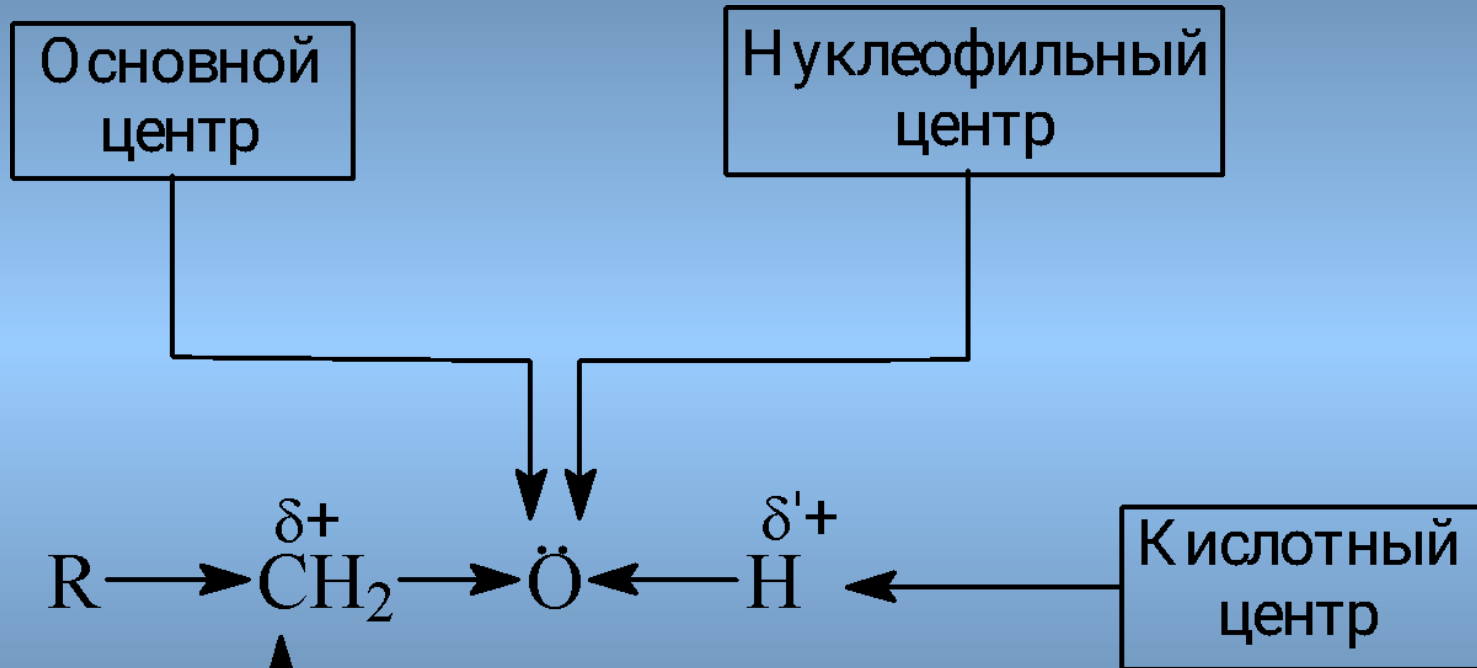 Основной
центр
Нуклеофильный
центр
δ+
δ'+
R CH₂ Ö H
Кислотный
центр